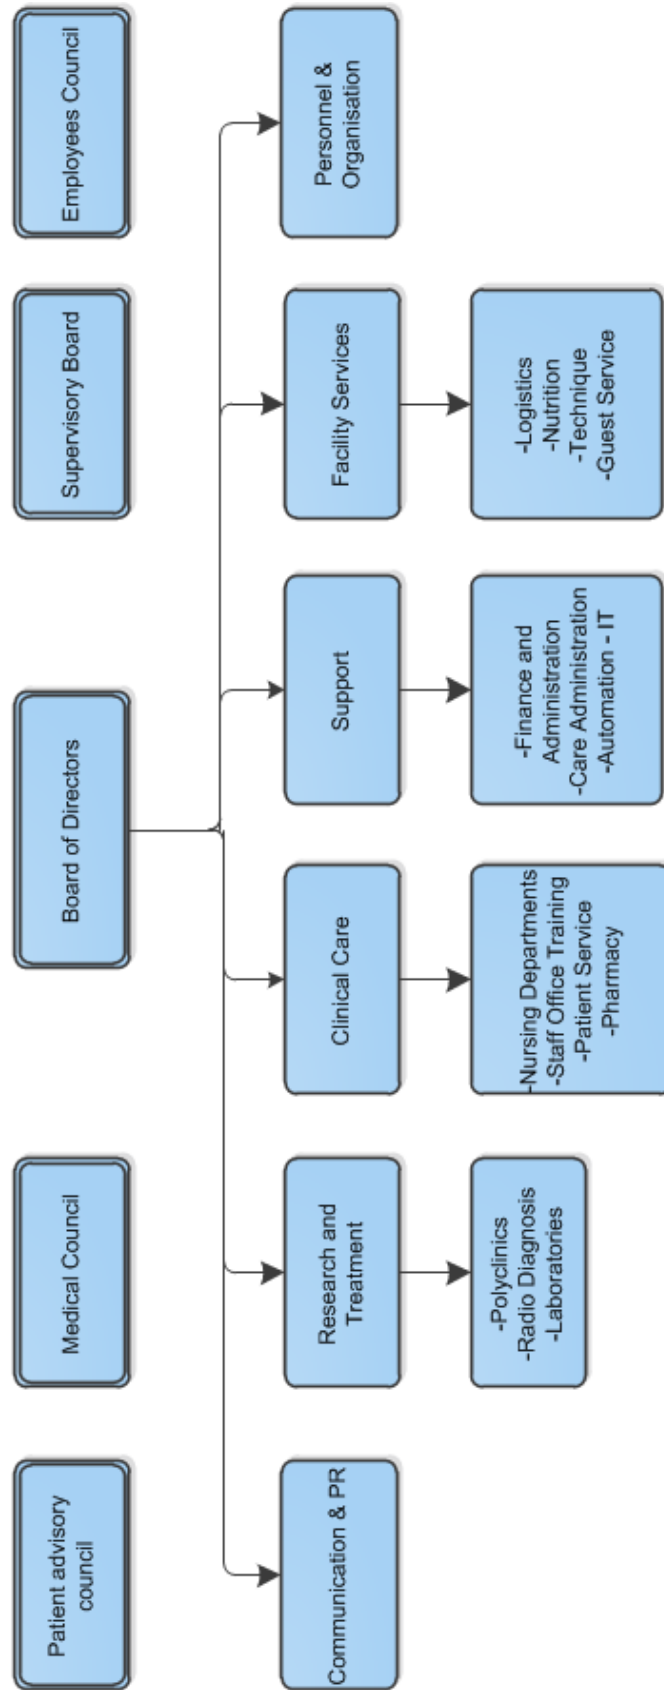 Patient advisory
council
Medical Council
Board of Directors
Supervisory Board
Employees Council
Communication & PR
Research and
Treatment
Clinical Care
Support
Facility Services
Personnel &
Organisation
-Polyclinics
-Radio Diagnosis
-Laboratories
-Nursing Departments
-Staff Office Training
-Patient Service
-Pharmacy
-Finance and
Administration
-Care Administration
-Automation - IT
-Logistics
-Nutrition
-Technique
-Guest Service